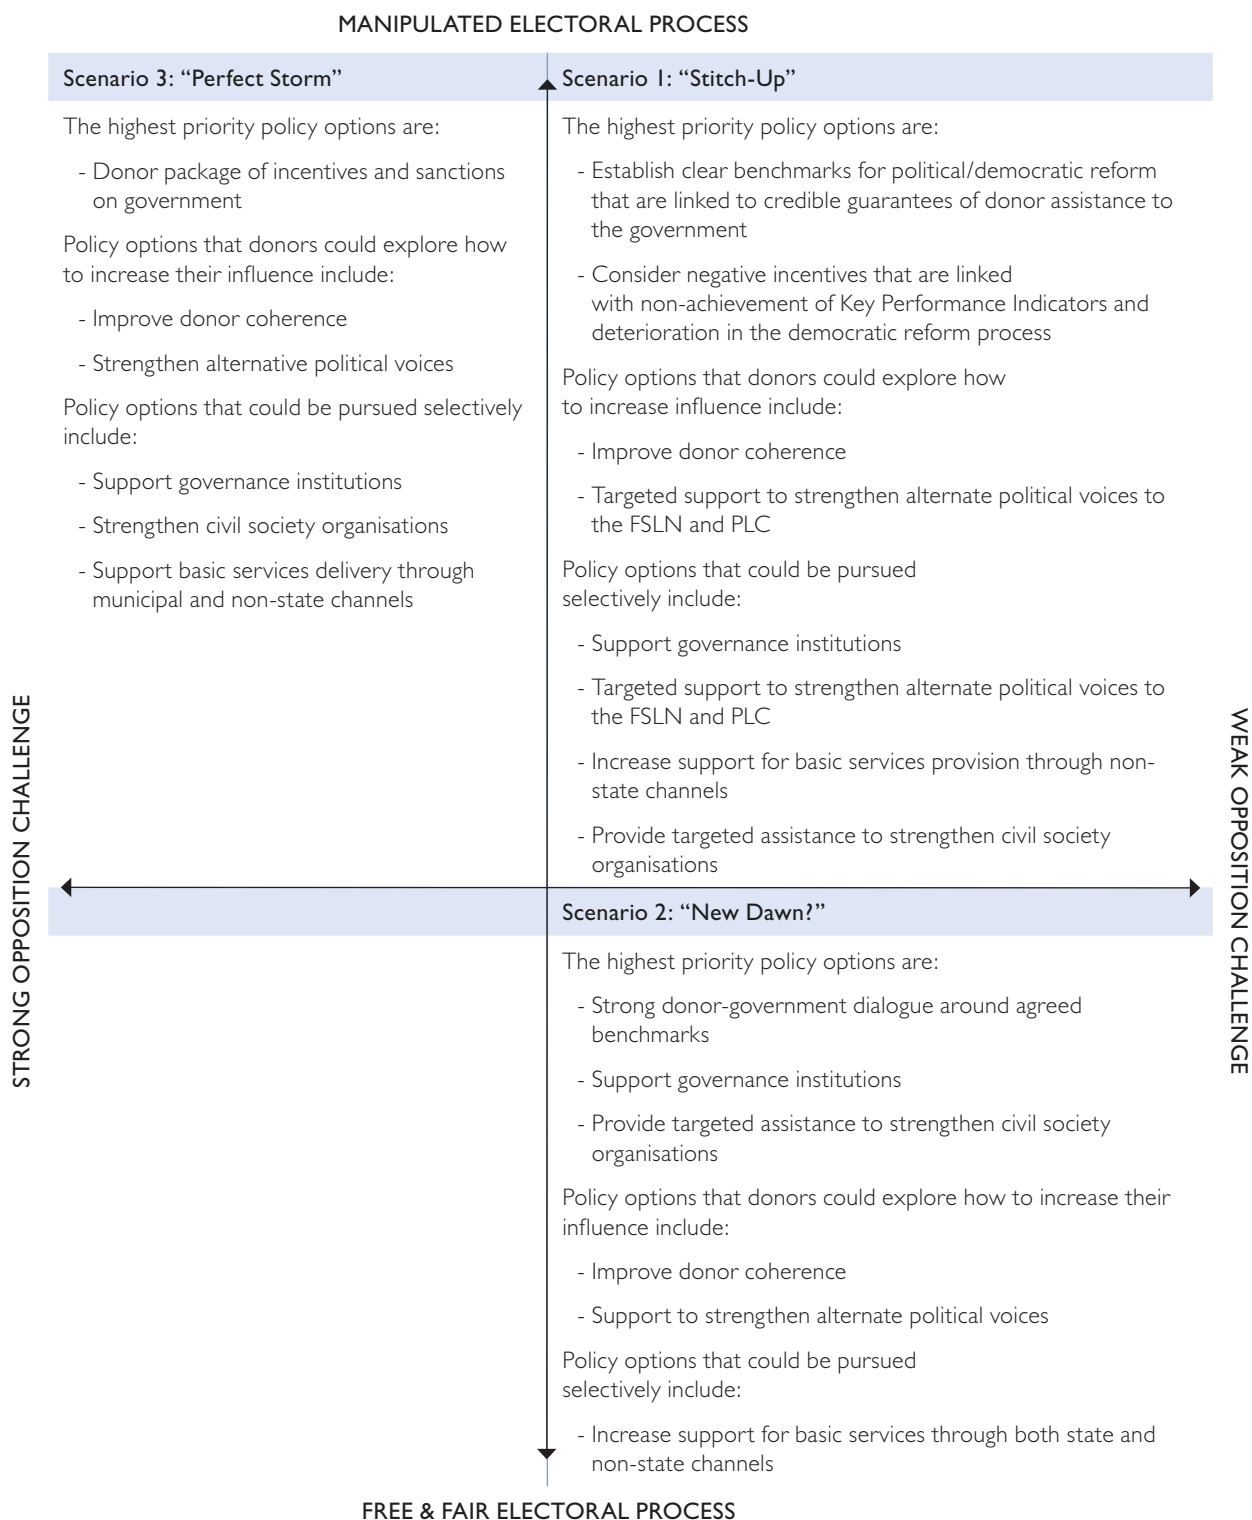 MANIPULATED ELECTORAL PROCESS
Scenario 3: “Perfect Storm”
The highest priority policy options are:
- Donor package of incentives and sanctions
on government
Policy options that donors could explore how
to increase their influence include:
- Improve donor coherence
- Strengthen alternative political voices
Policy options that could be pursued selectively
include:
- Support governance institutions
- Strengthen civil society organisations
- Support basic services delivery through
municipal and non-state channels
Scenario 1: “Stitch-Up”
The highest priority policy options are:
- Establish clear benchmarks for political/democratic reform
that are linked to credible guarantees of donor assistance to
the government
- Consider negative incentives that are linked
with non-achievement of Key Performance Indicators and
deterioration in the democratic reform process
Policy options that donors could explore how
to increase influence include:
- Improve donor coherence
- Targeted support to strengthen alternate political voices to
the FSLN and PLC
Policy options that could be pursued
selectively include:
- Support governance institutions
- Targeted support to strengthen alternate political voices to
the FSLN and PLC
- Increase support for basic services provision through non-
state channels
- Provide targeted assistance to strengthen civil society
organisations
STRONG OPPOSITION CHALLENGE
WEAK OPPOSITION CHALLENGE
Scenario 2: “New Dawn?”
The highest priority policy options are:
- Strong donor-government dialogue around agreed
benchmarks
- Support governance institutions
- Provide targeted assistance to strengthen civil society
organisations
Policy options that donors could explore how to increase their
influence include:
- Improve donor coherence
- Support to strengthen alternate political voices
Policy options that could be pursued
selectively include:
- Increase support for basic services through both state and
non-state channels
FREE & FAIR ELECTORAL PROCESS